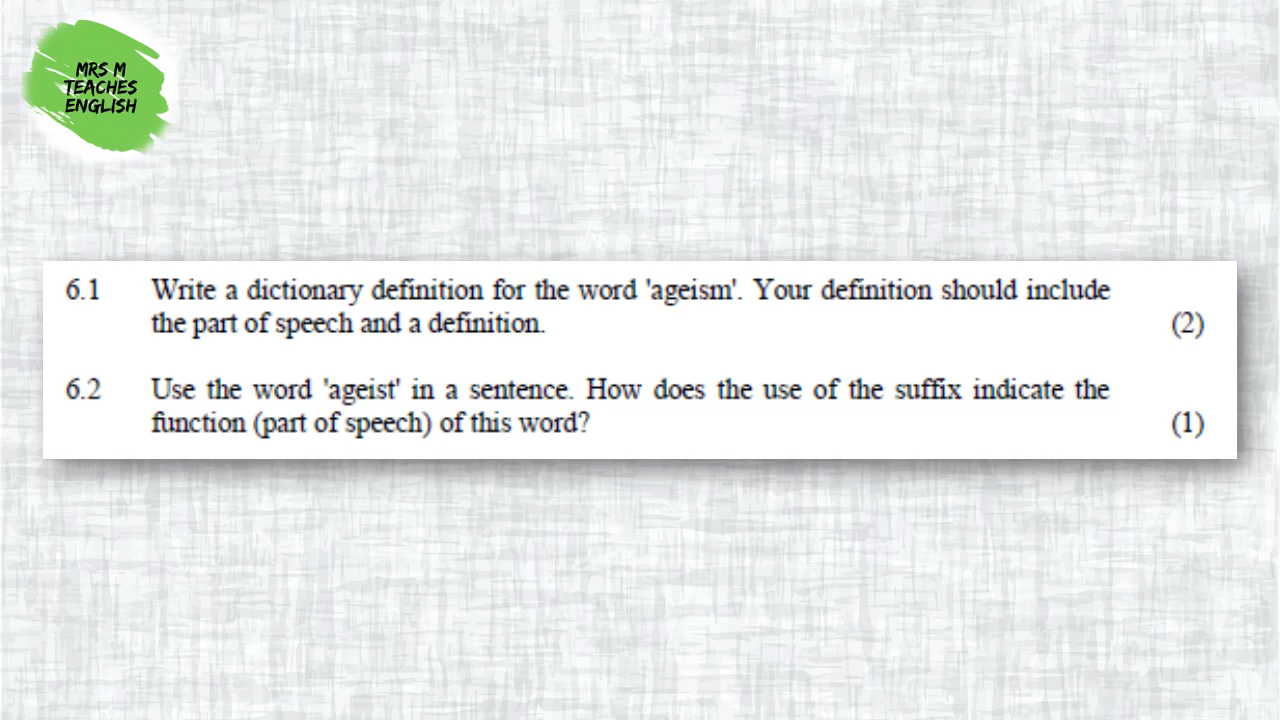 MRS M
TEACHES
ENGLISH
6.1 Write a dictionary definition for the word 'ageism'. Your definition should include
the part of speech and a definition. (2)
6.2 Use the word 'ageist' in a sentence. How does the use of the suffix indicate the
function (part of speech) of this word? (1)